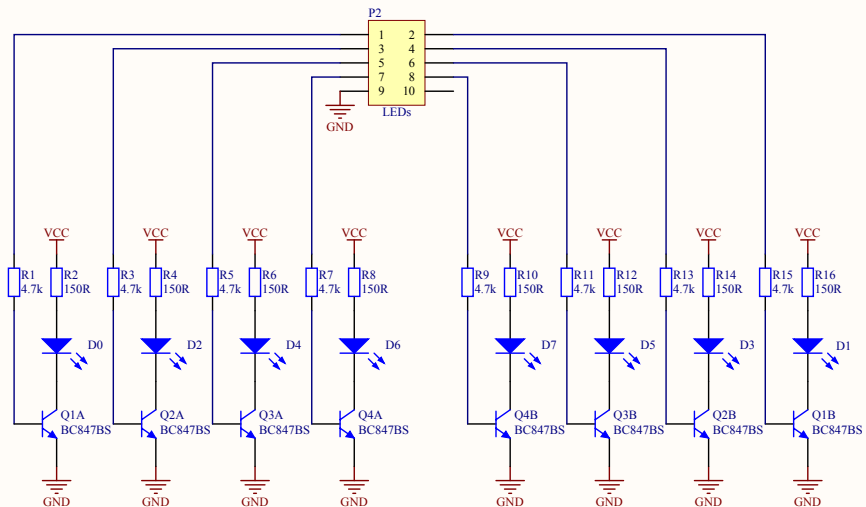 P2
1 2
3 4
5 6
7 8
9 10
LEDs
GND
VCC VCC VCC VCC VCC VCC VCC VCC
R1 R2 R3 R4 R5 R6 R7 R8 R9 R10 R11 R12 R13 R14 R15 R16
4.7k 150R 4.7k 150R 4.7k 150R 4.7k 150R 4.7k 150R 4.7k 150R 4.7k 150R 4.7k 150R
D0 D2 D4 D6 D7 D5 D3 D1
Q1A Q2A Q3A Q4A Q4B Q3B Q2B Q1B
BC847BS BC847BS BC847BS BC847BS BC847BS BC847BS BC847BS BC847BS
GND GND GND GND GND GND GND GND